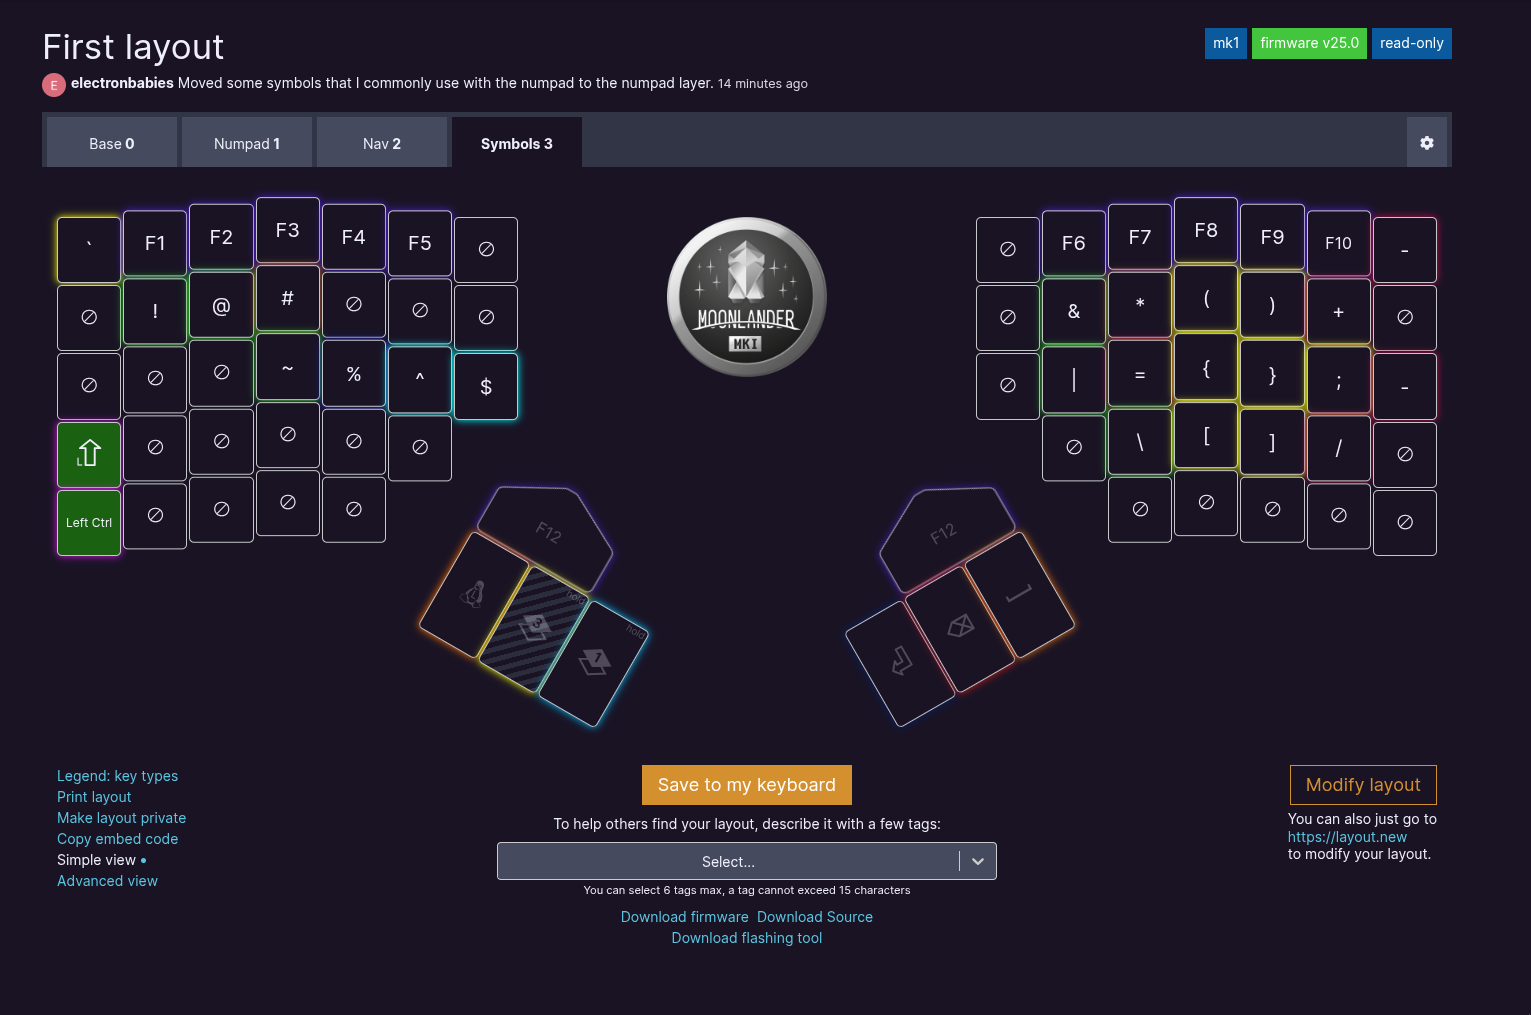 First layout
mk1 firmware v25.0 read-only
E electronbabies Moved some symbols that I commonly use with the numpad to the numpad layer. 14 minutes ago
Base 0 Numpad 1 Nav 2 Symbols 3
` F1 F2 F3 F4 F5 F6 F7 F8 F9 F10 -
! @ # & * ( ) +
~ % ^ $ | = { } ; -
L \ [ ] /
Left Ctrl
MOONLANDER
MKI
F12 F12
hold
3
hold
1
Legend: key types
Print layout
Make layout private
Copy embed code
Simple view •
Advanced view
Save to my keyboard
To help others find your layout, describe it with a few tags:
Select...
You can select 6 tags max, a tag cannot exceed 15 characters
Download firmware Download Source
Download flashing tool
Modify layout
You can also just go to
https://layout.new
to modify your layout.